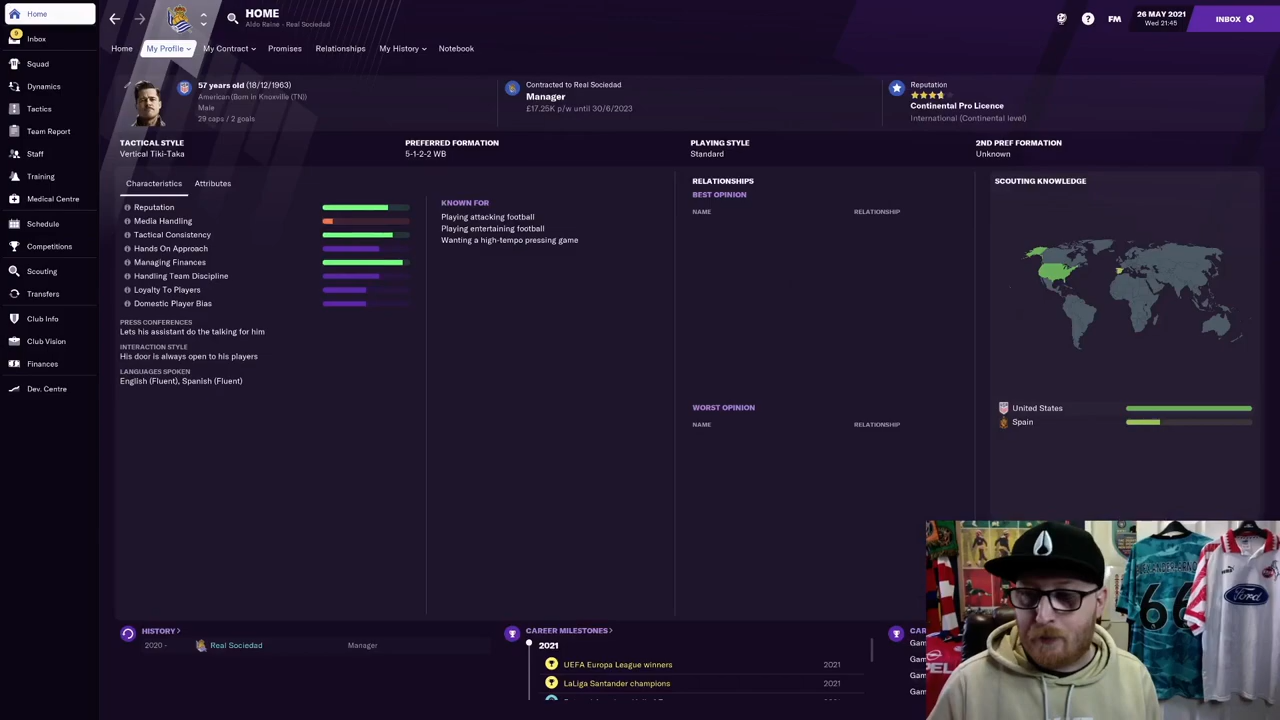 Home
HOME
Aldo Raine - Real Sociedad
26 MAY 2021
Wed 21:45
FM
INBOX
9
Inbox
Squad
Dynamics
Tactics
Team Report
Staff
Training
Medical Centre
Schedule
Competitions
Scouting
Transfers
Club Info
Club Vision
Finances
Dev. Centre
Home
My Profile
My Contract
Promises
Relationships
My History
Notebook
57 years old (18/12/1963)
American (Born in Knoxville (TN))
Male
29 caps / 2 goals
Contracted to Real Sociedad
Manager
£17.25K p/w until 30/6/2023
Reputation
Continental Pro Licence
International (Continental level)
TACTICAL STYLE
Vertical Tiki-Taka
PREFERRED FORMATION
5-1-2-2 WB
PLAYING STYLE
Standard
2ND PREF FORMATION
Unknown
Characteristics
Attributes
Reputation
Media Handling
Tactical Consistency
Hands On Approach
Managing Finances
Handling Team Discipline
Loyalty To Players
Domestic Player Bias
PRESS CONFERENCES
Lets his assistant do the talking for him
INTERACTION STYLE
His door is always open to his players
LANGUAGES SPOKEN
English (Fluent), Spanish (Fluent)
KNOWN FOR
Playing attacking football
Playing entertaining football
Wanting a high-tempo pressing game
RELATIONSHIPS
BEST OPINION
NAME
RELATIONSHIP
WORST OPINION
NAME
RELATIONSHIP
SCOUTING KNOWLEDGE
United States
Spain
HISTORY
2020 -
Real Sociedad
Manager
CAREER MILESTONES
2021
UEFA Europa League winners
2021
LaLiga Santander champions
2021
Ford
66